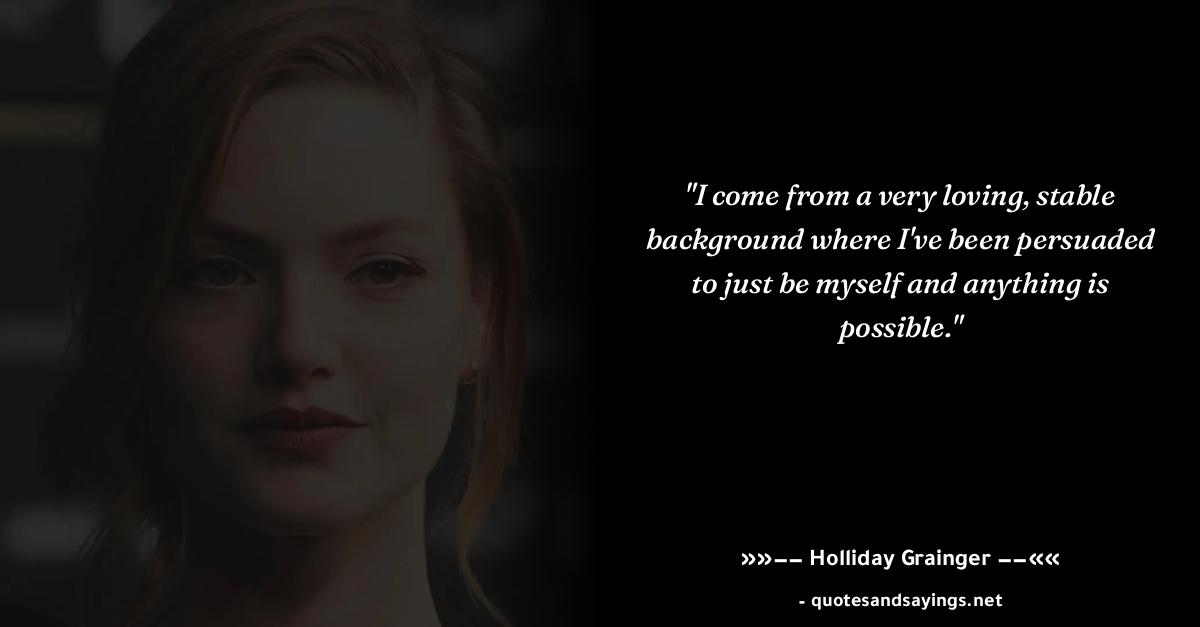 "I come from a very loving, stable
background where I've been persuaded
to just be myself and anything is
possible."
»»−− Holliday Grainger −−««
- quotesandsayings.net